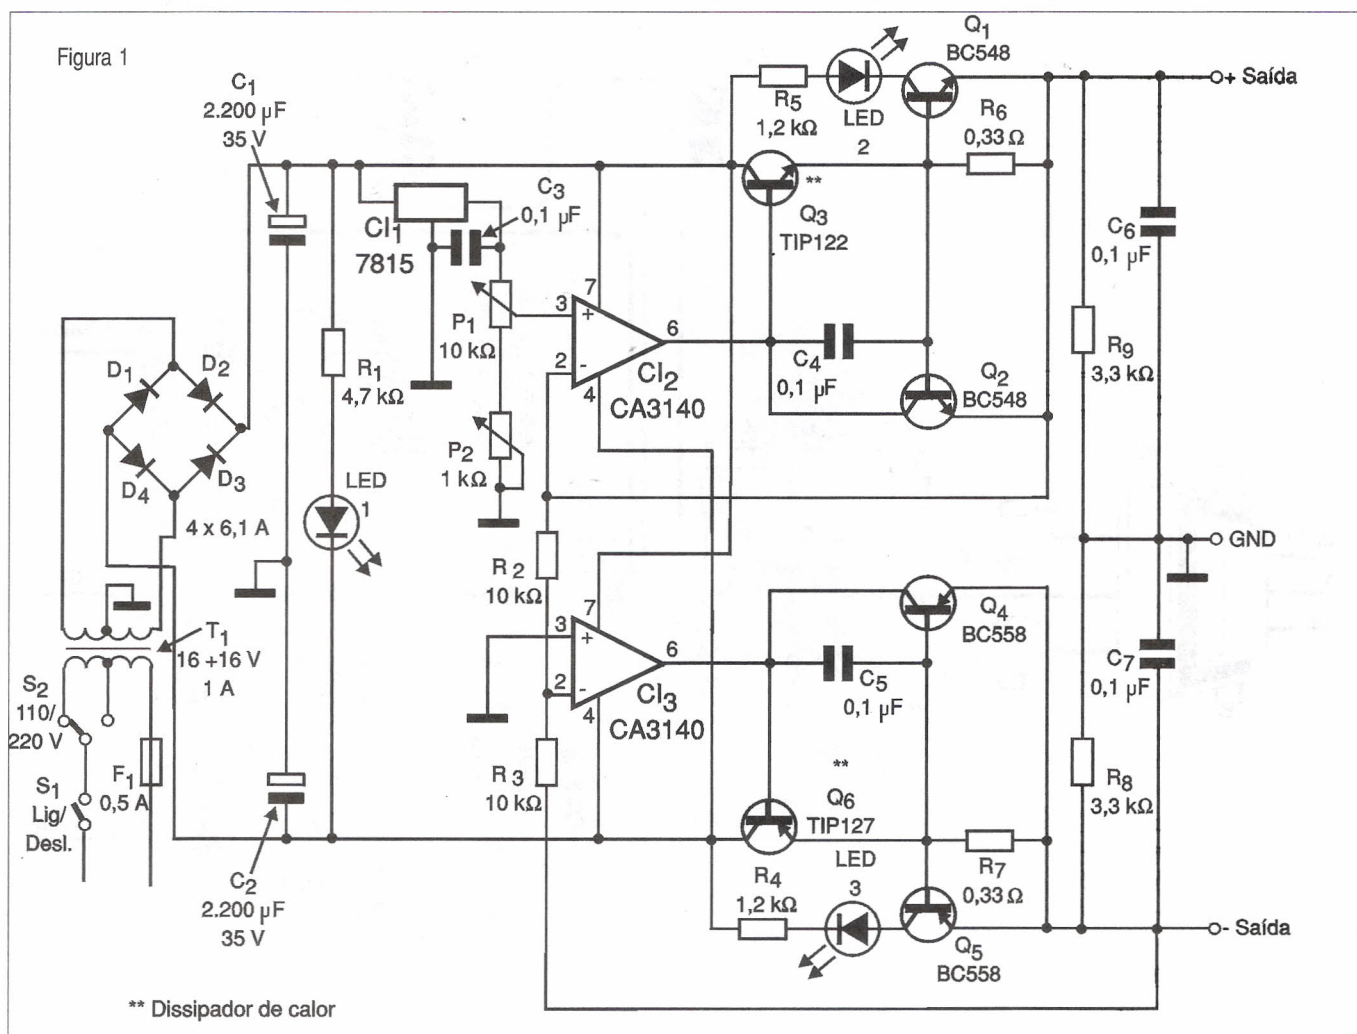 Figura 1
C1
2.200 µF
35 V
R5
1,2 kΩ
LED
2
Q1
BC548
+ Saída
R6
0,33 Ω
**
Q3
TIP122
C3
0,1 µF
CI1
7815
P1
10 kΩ
3
+
2
-
7
4
6
CI2
CA3140
C4
0,1 µF
Q2
BC548
C6
0,1 µF
R9
3,3 kΩ
D1
D2
D3
D4
4 x 6,1 A
R1
4,7 kΩ
LED
1
P2
1 kΩ
R2
10 kΩ
GND
T1
16 +16 V
1 A
S2
110/
220 V
S1
Lig/
Desl.
F1
0,5 A
3
+
2
-
7
4
6
CI3
CA3140
R3
10 kΩ
C5
0,1 µF
Q4
BC558
C7
0,1 µF
R8
3,3 kΩ
**
Q6
TIP127
LED
3
R4
1,2 kΩ
R7
0,33 Ω
Q5
BC558
- Saída
C2
2.200 µF
35 V
** Dissipador de calor